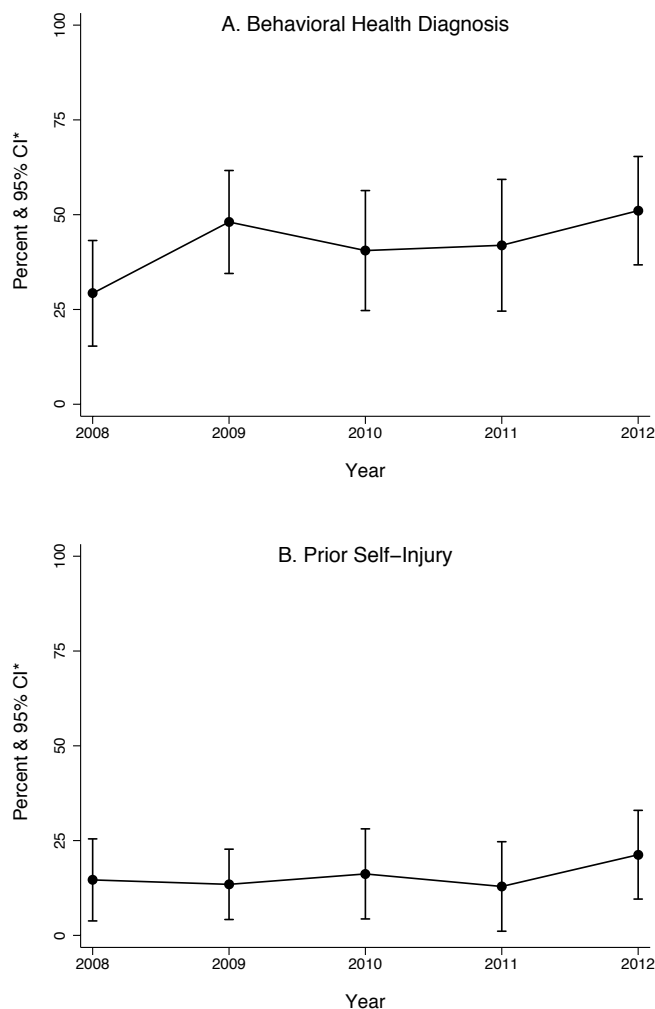 A. Behavioral Health Diagnosis
Percent & 95% CI*
100
75
50
25
0
2008 2009 2010 2011 2012
Year
B. Prior Self−Injury
Percent & 95% CI*
100
75
50
25
0
2008 2009 2010 2011 2012
Year